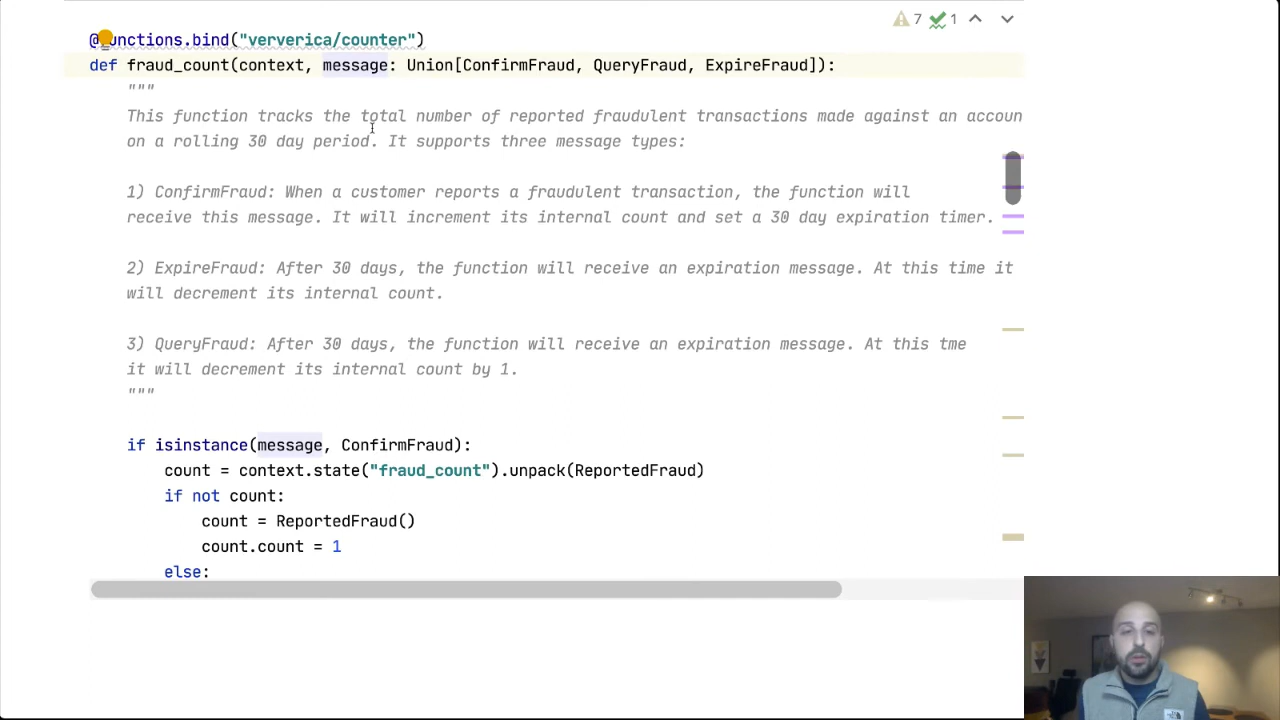 7 1
@functions.bind("ververica/counter")
def fraud_count(context, message: Union[ConfirmFraud, QueryFraud, ExpireFraud]):
"""
This function tracks the total number of reported fraudulent transactions made against an accoun
on a rolling 30 day period. It supports three message types:
1) ConfirmFraud: When a customer reports a fraudulent transaction, the function will
receive this message. It will increment its internal count and set a 30 day expiration timer.
2) ExpireFraud: After 30 days, the function will receive an expiration message. At this time it
will decrement its internal count.
3) QueryFraud: After 30 days, the function will receive an expiration message. At this tme
it will decrement its internal count by 1.
"""
if isinstance(message, ConfirmFraud):
count = context.state("fraud_count").unpack(ReportedFraud)
if not count:
count = ReportedFraud()
count.count = 1
else: